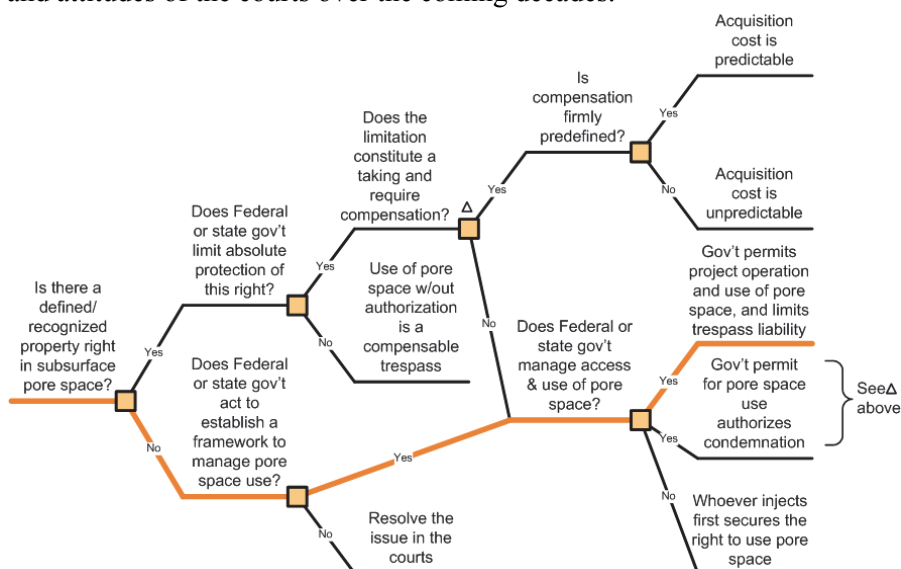 and attitudes of the courts over the coming decades.
Acquisition
cost is
predictable
Is
compensation
firmly
predefined?
Yes
No
Acquisition
cost is
unpredictable
Does the
limitation
constitute a
taking and
require
compensation?
Δ
Yes
No
Does Federal
or state gov't
limit absolute
protection of
this right?
Yes
No
Use of pore
space w/out
authorization
is a
compensable
trespass
Is there a
defined/
recognized
property right
in subsurface
pore space?
Yes
No
Does Federal
or state gov't
act to
establish a
framework to
manage pore
space use?
Yes
No
Resolve the
issue in the
courts
Does Federal or
state gov't
manage access
& use of pore
space?
Yes
Yes
No
Gov't permits
project operation
and use of pore
space, and limits
trespass liability
Gov't permit
for pore space
use
authorizes
condemnation
See Δ
above
Whoever injects
first secures the
right to use pore
space